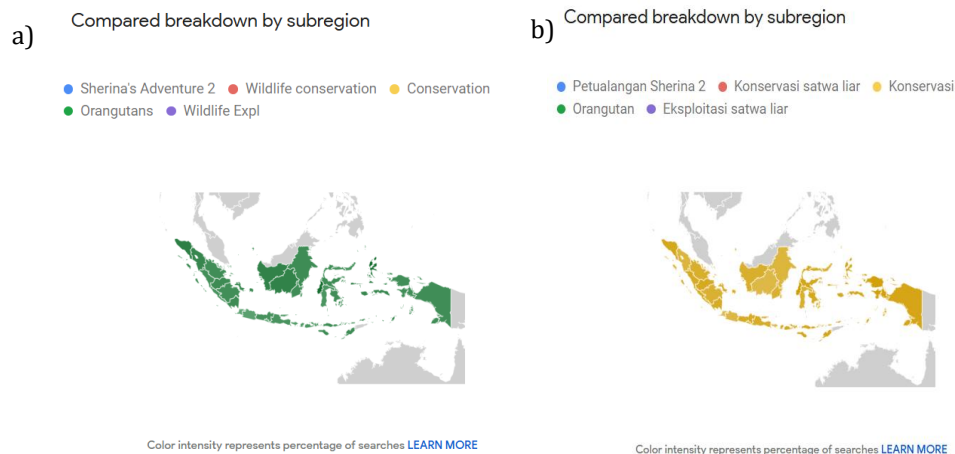 a)
Compared breakdown by subregion
Sherina's Adventure 2 Wildlife conservation Conservation
Orangutans Wildlife Expl
Color intensity represents percentage of searches LEARN MORE
b)
Compared breakdown by subregion
Petualangan Sherina 2 Konservasi satwa liar Konservasi
Orangutan Eksploitasi satwa liar
Color intensity represents percentage of searches LEARN MORE